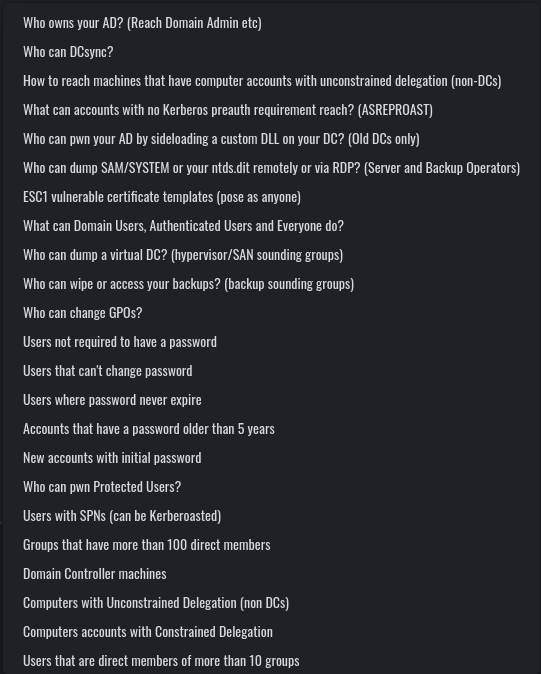 Who owns your AD? (Reach Domain Admin etc)
Who can DCsync?
How to reach machines that have computer accounts with unconstrained delegation (non-DCs)
What can accounts with no Kerberos preauth requirement reach? (ASREPROAST)
Who can pwn your AD by sideloading a custom DLL on your DC? (Old DCs only)
Who can dump SAM/SYSTEM or your ntds.dit remotely or via RDP? (Server and Backup Operators)
ESC1 vulnerable certificate templates (pose as anyone)
What can Domain Users, Authenticated Users and Everyone do?
Who can dump a virtual DC? (hypervisor/SAN sounding groups)
Who can wipe or access your backups? (backup sounding groups)
Who can change GPOs?
Users not required to have a password
Users that can't change password
Users where password never expire
Accounts that have a password older than 5 years
New accounts with initial password
Who can pwn Protected Users?
Users with SPNs (can be Kerberoasted)
Groups that have more than 100 direct members
Domain Controller machines
Computers with Unconstrained Delegation (non DCs)
Computers accounts with Constrained Delegation
Users that are direct members of more than 10 groups